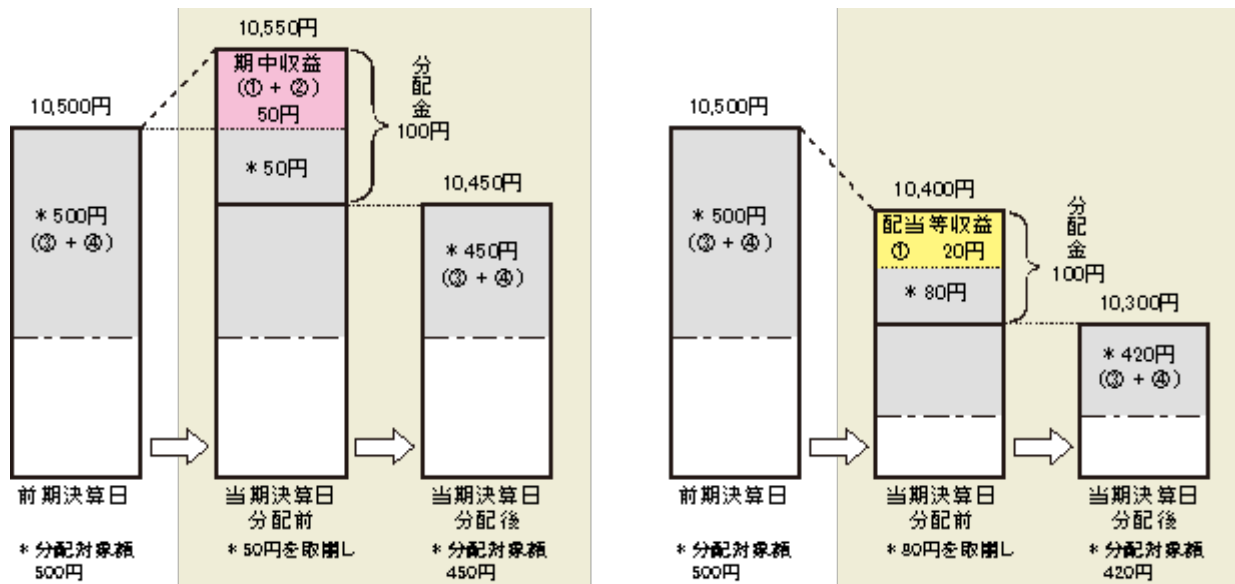 10,500円
*500円
(③+④)
前期決算日
*分配対象額
500円
10,550円
期中収益
(①+②)
50円
*50円
分配金
100円
当期決算日
分配前
*50円を取崩し
10,450円
*450円
(③+④)
当期決算日
分配後
*分配対象額
450円
10,500円
*500円
(③+④)
前期決算日
*分配対象額
500円
10,400円
配当等収益
① 20円
*80円
分配金
100円
当期決算日
分配前
*80円を取崩し
10,300円
*420円
(③+④)
当期決算日
分配後
*分配対象額
420円